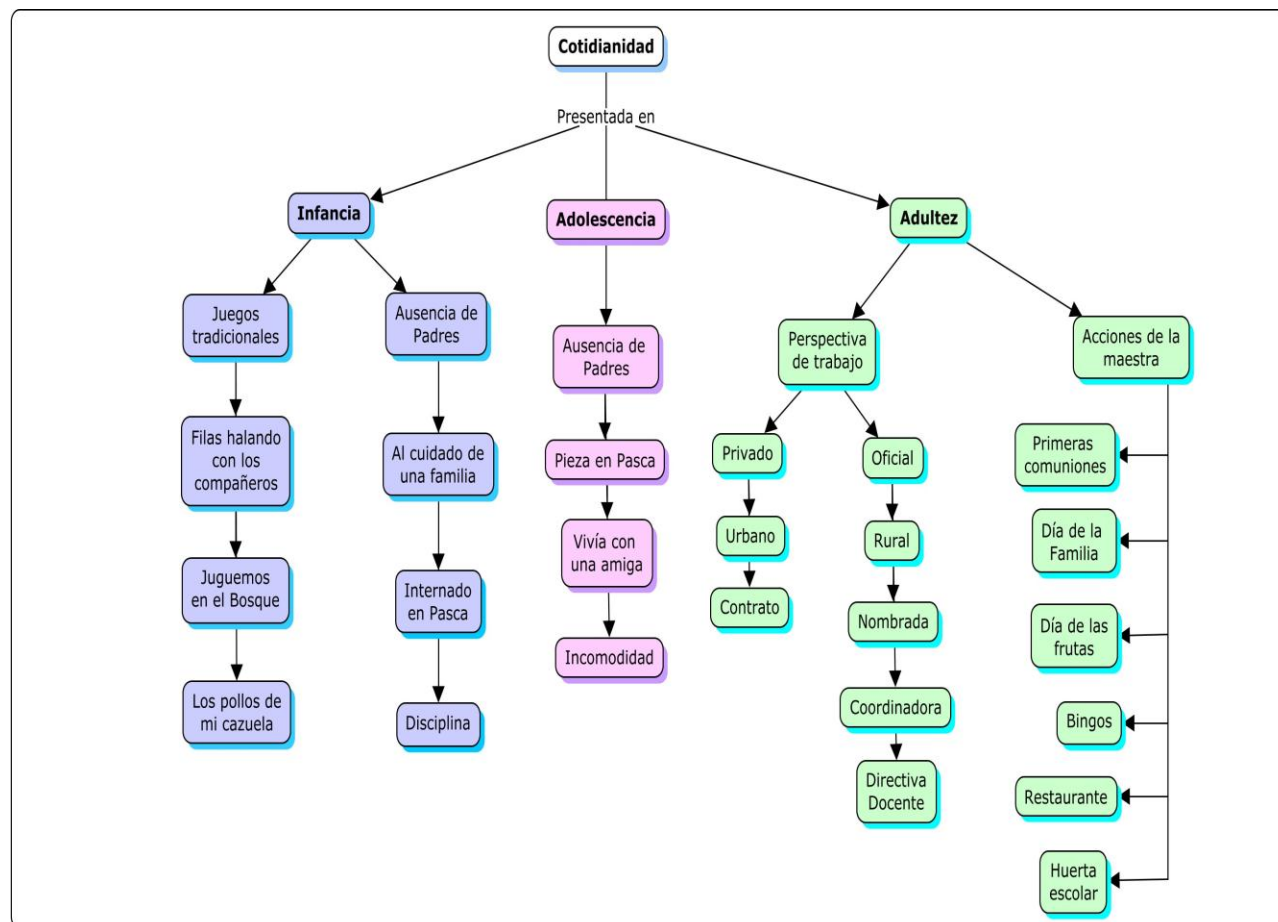 Cotidianidad
Presentada en
Infancia
Adolescencia
Adultez
Juegos
tradicionales
Ausencia de
Padres
Filas halando
con los
compañeros
Al cuidado de
una familia
Juguemos
en el Bosque
Internado
en Pasca
Los pollos de
mi cazuela
Disciplina
Ausencia de
Padres
Pieza en Pasca
Vivía con
una amiga
Incomodidad
Perspectiva
de trabajo
Privado
Oficial
Urbano
Rural
Contrato
Nombrada
Coordinadora
Directiva
Docente
Acciones de la
maestra
Primeras
comuniones
Día de la
Familia
Día de las
frutas
Bingos
Restaurante
Huerta
escolar